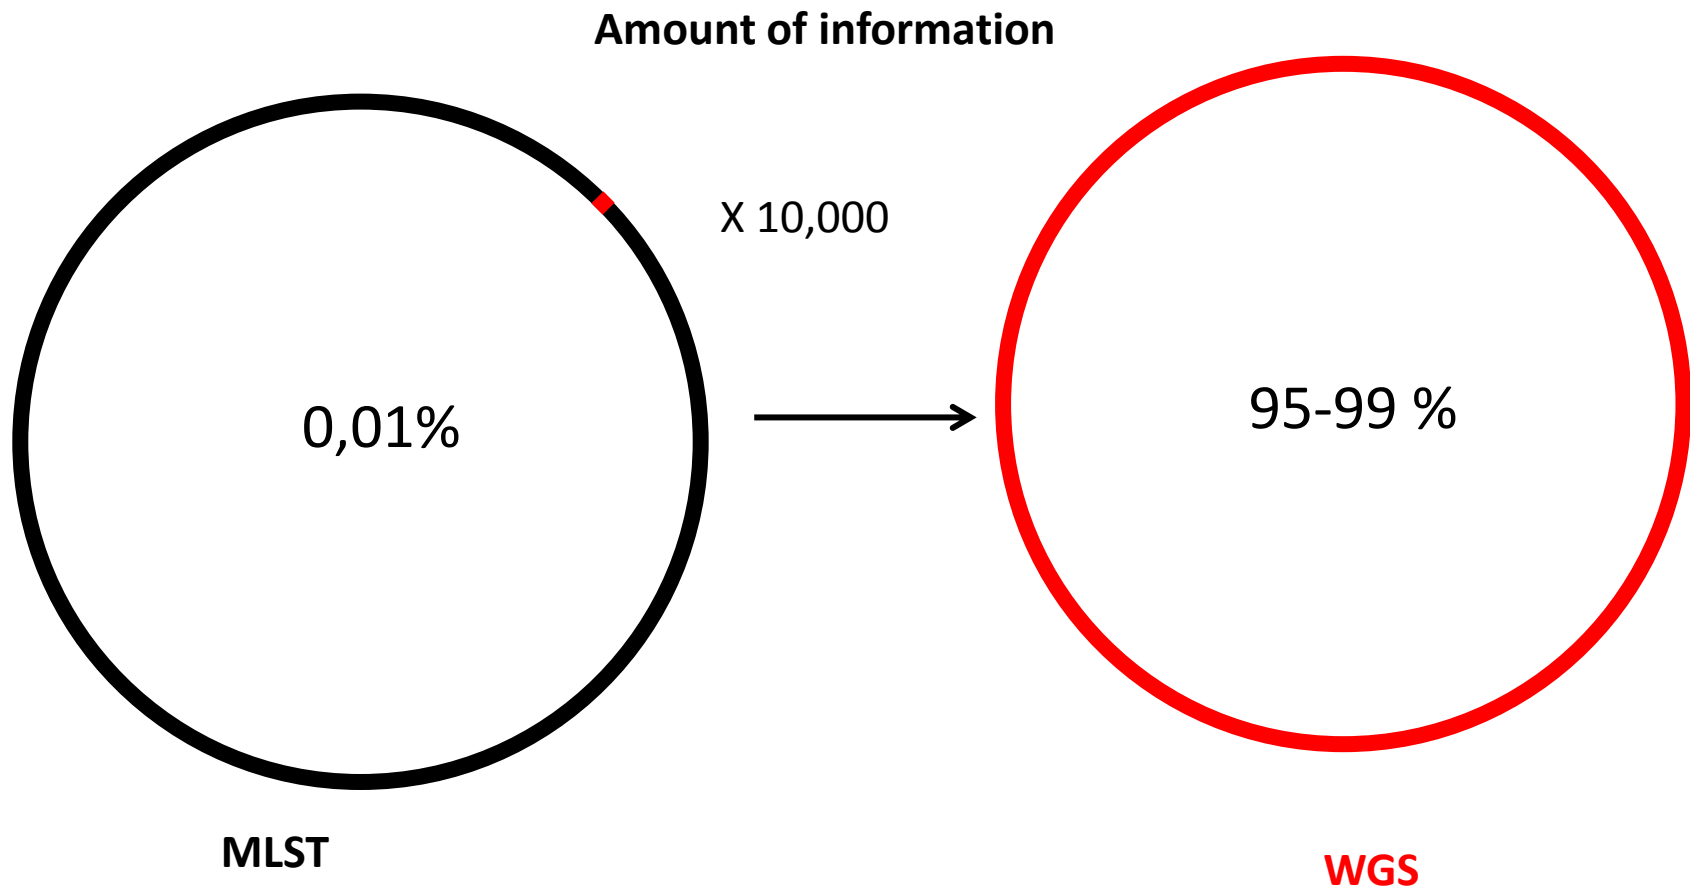 Amount of information
X 10,000
0,01%
95-99 %
MLST
WGS